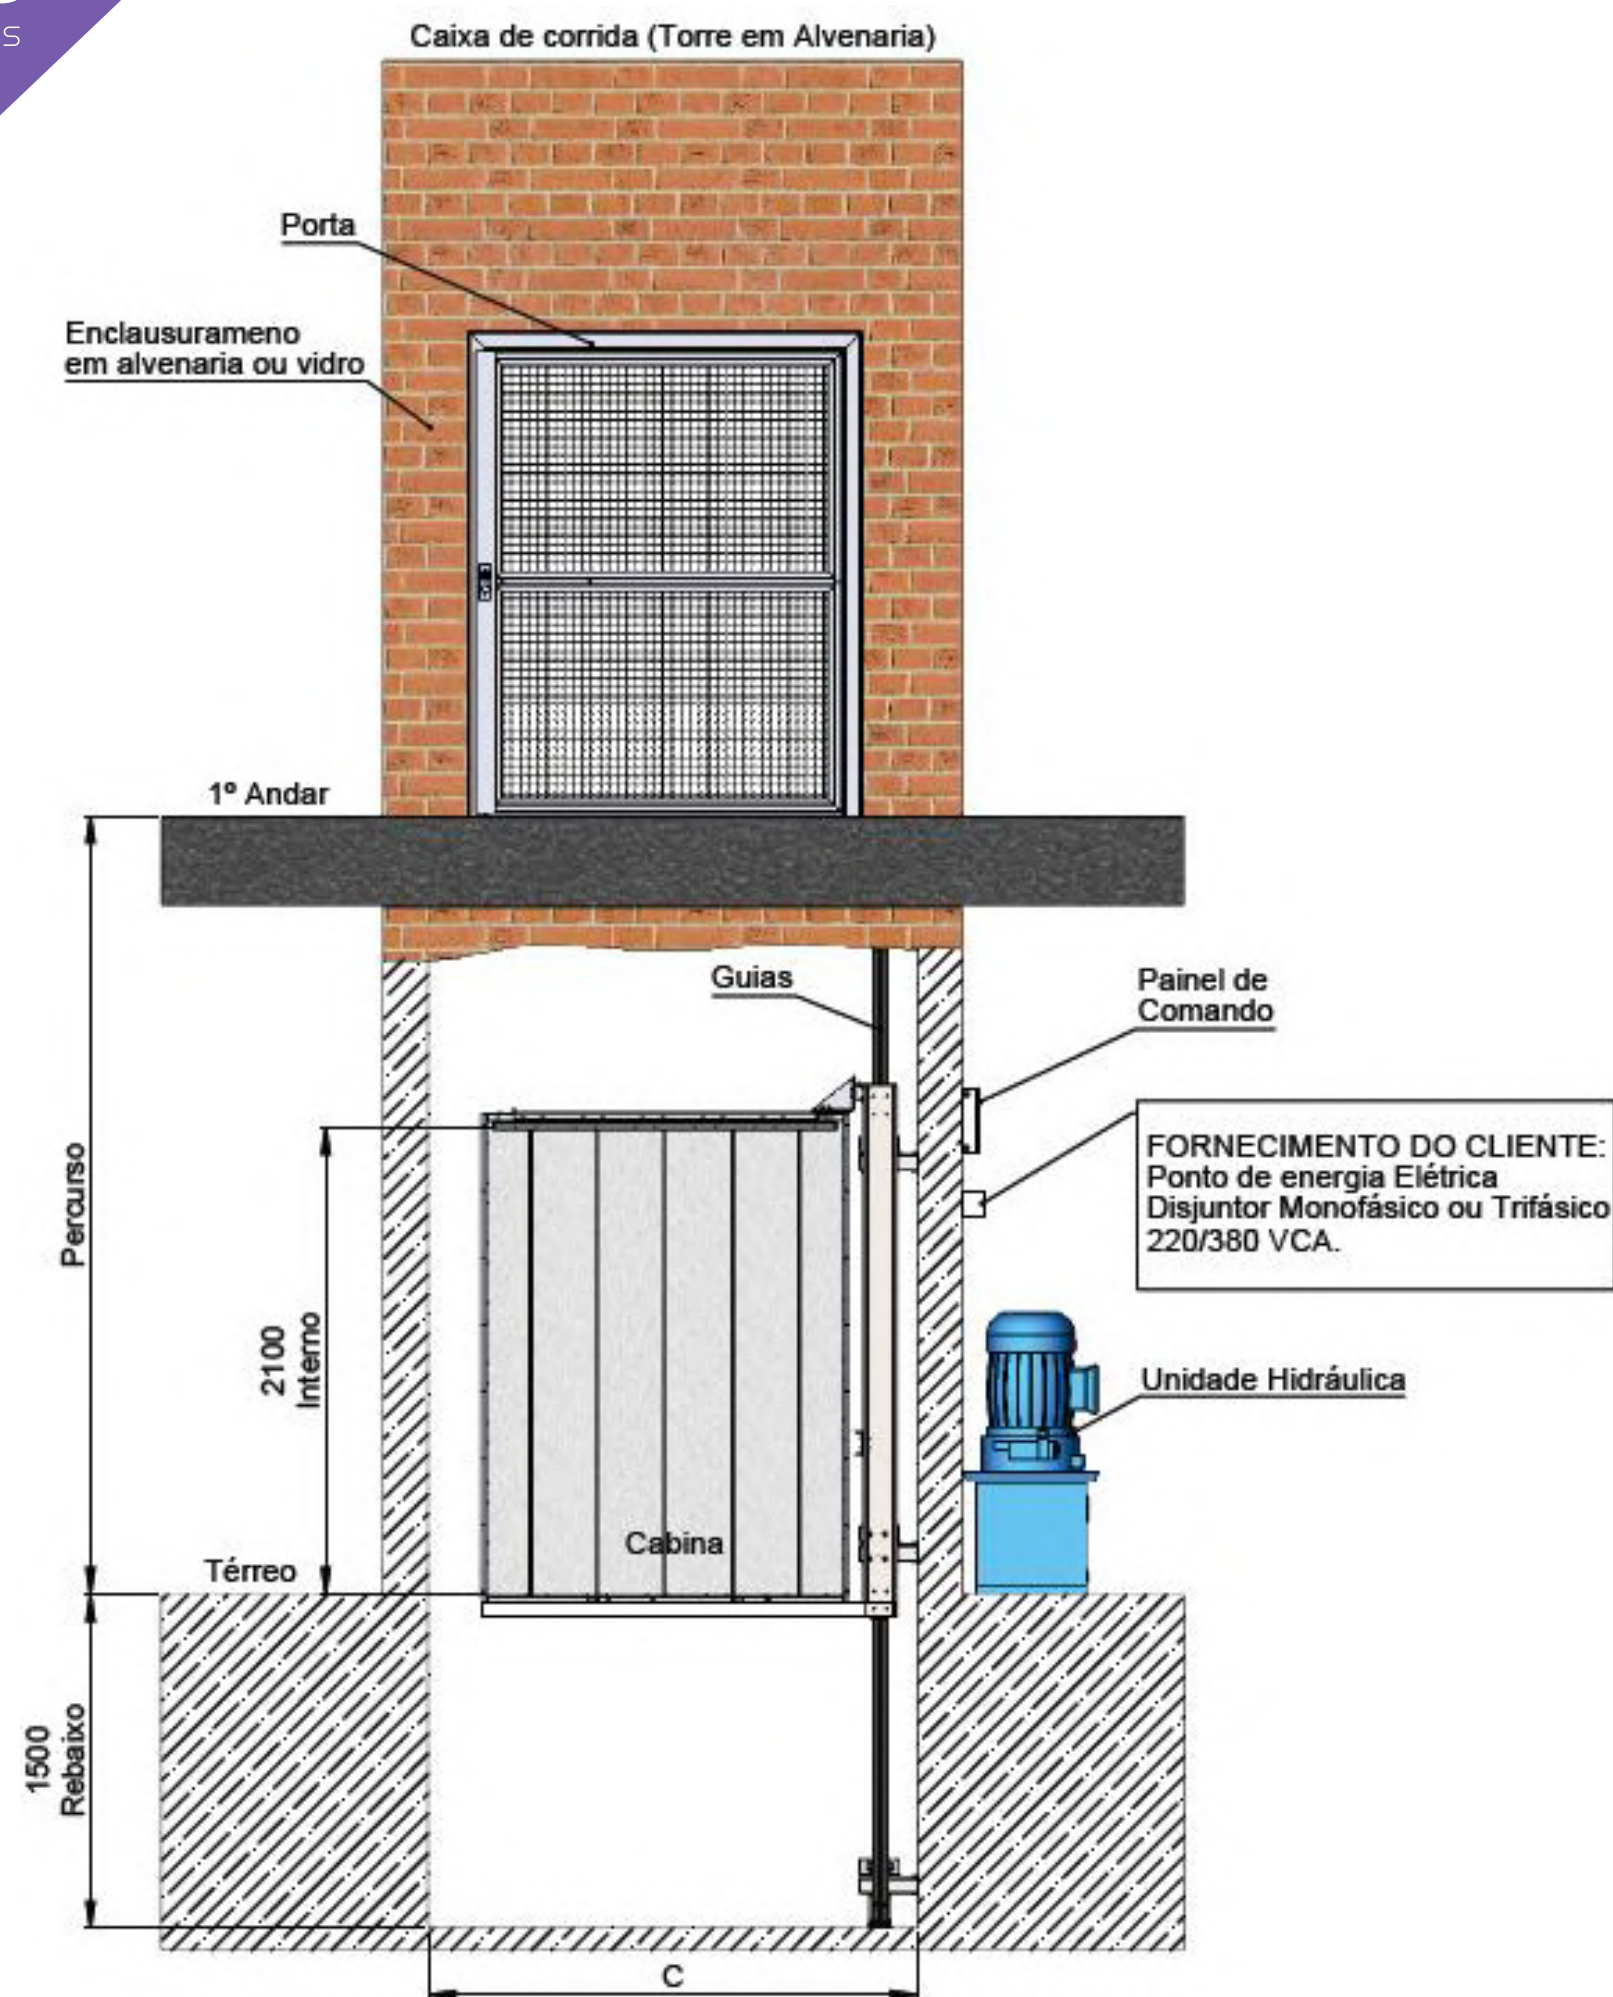 S
Caixa de corrida (Torre em Alvenaria)
Porta
Enclausurameno
em alvenaria ou vidro
1º Andar
Guias
Painel de
Comando
FORNECIMENTO DO CLIENTE:
Ponto de energia Elétrica
Disjuntor Monofásico ou Trifásico
220/380 VCA.
Percurso
2100
Interno
Unidade Hidráulica
Cabina
Térreo
1500
Rebaixo
C